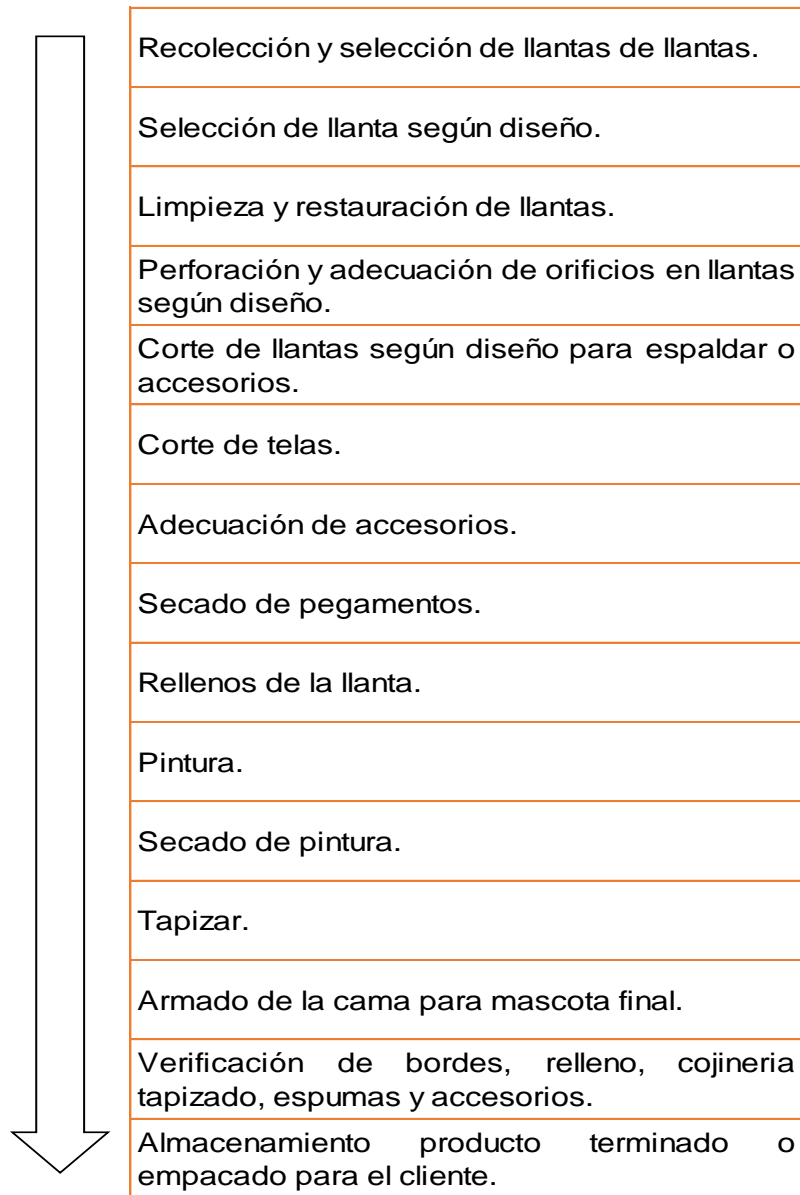 Recolección y selección de llantas de llantas.
Selección de llanta según diseño.
Limpieza y restauración de llantas.
Perforación y adecuación de orificios en llantas
según diseño.
Corte de llantas según diseño para espaldar o
accesorios.
Corte de telas.
Adecuación de accesorios.
Secado de pegamentos.
Rellenos de la llanta.
Pintura.
Secado de pintura.
Tapizar.
Armado de la cama para mascota final.
Verificación de bordes, relleno, cojineria
tapizado, espumas y accesorios.
Almacenamiento producto terminado o
empacado para el cliente.